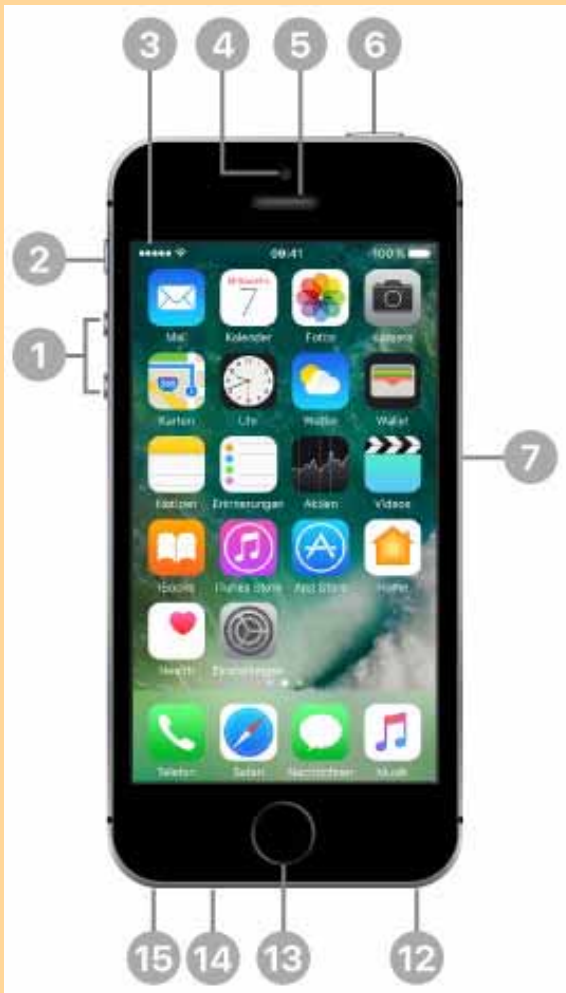 3 4 5 6
09:41 100 %
2
Mittwoch
7
Mail Kalender Fotos Kamera
1
Karten Uhr Wetter Wallet
7
Notizen Erinnerungen Aktien Videos
iBooks iTunes Store App Store Home
Health Einstellungen
Telefon Safari Nachrichten Musik
15 14 13 12